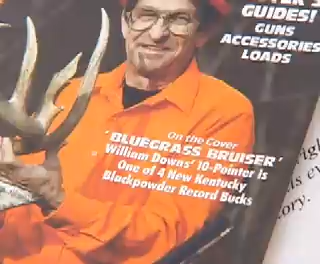 GUIDES!
GUNS
ACCESSORIES
LOADS
On the Cover
'BLUEGRASS BRUISER'
William Downs' 10-Pointer is
One of 4 New Kentucky
Blackpowder Record Bucks